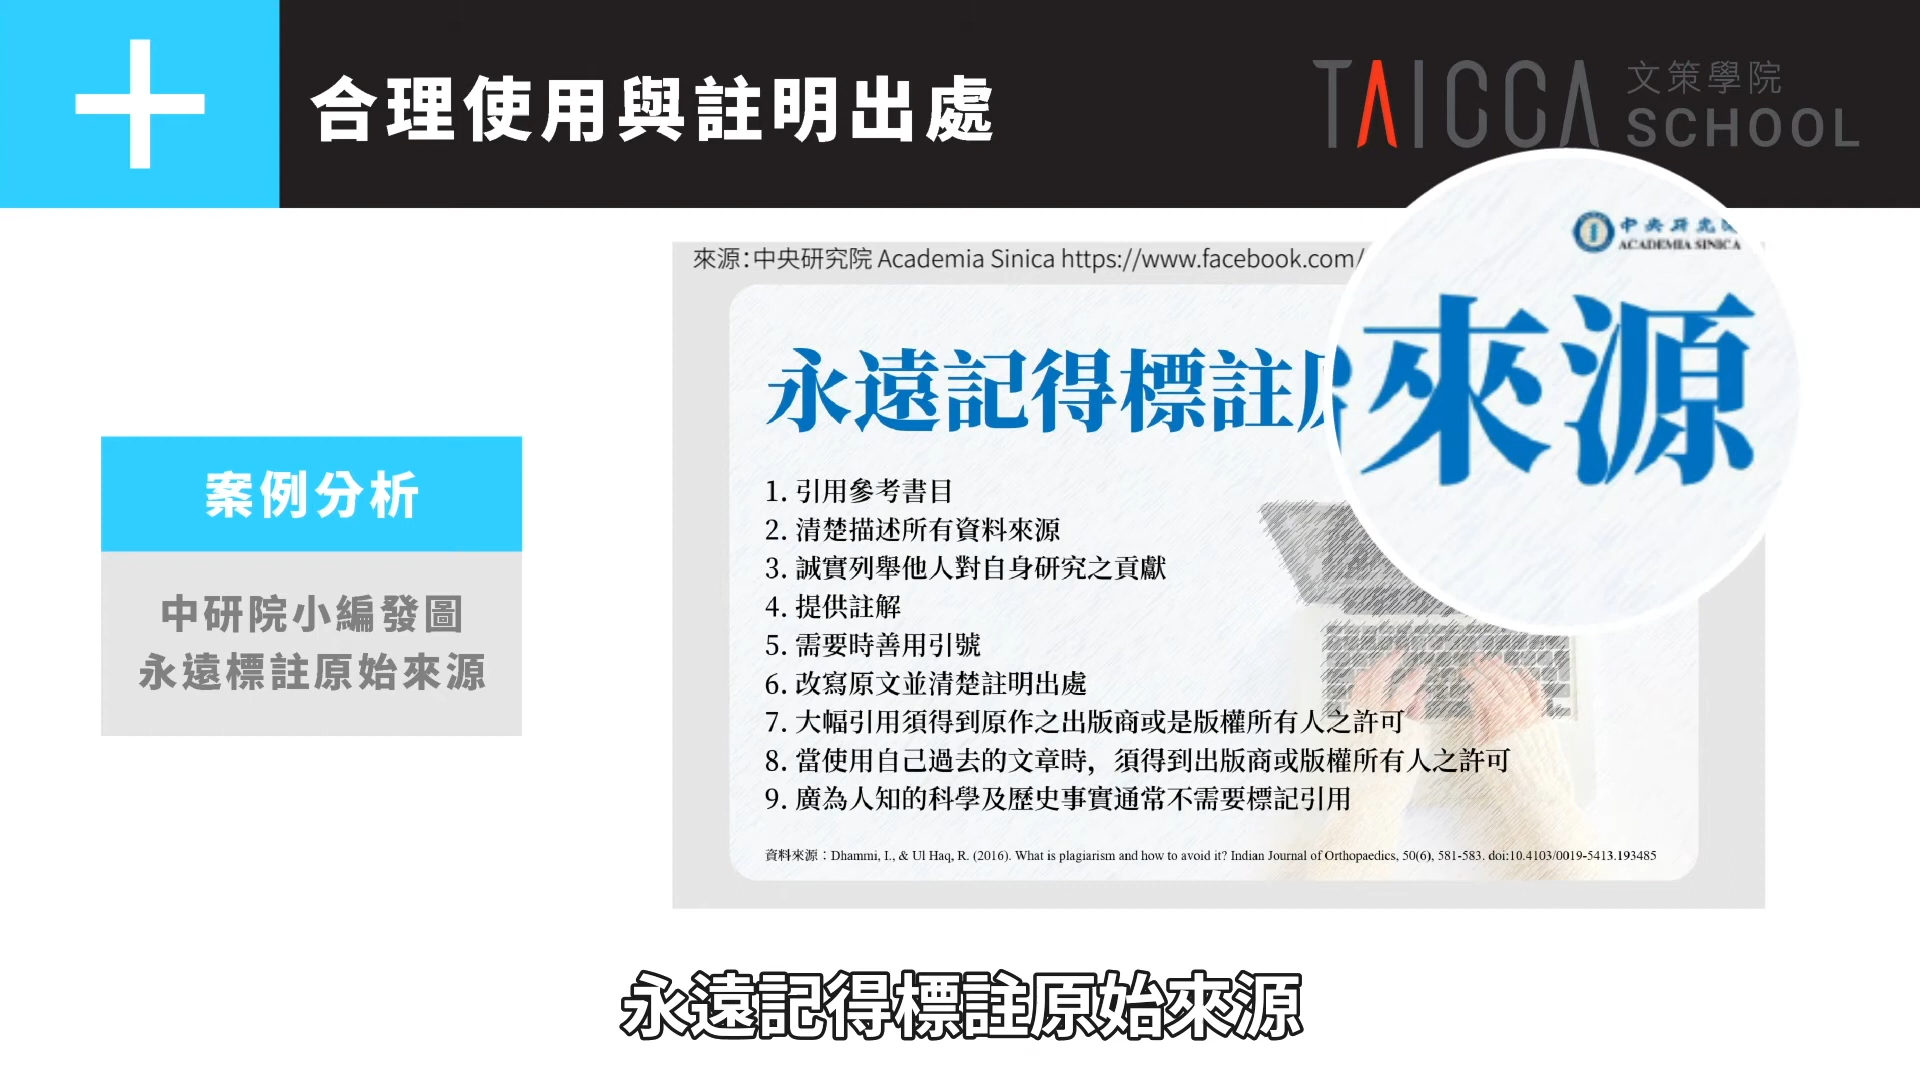 合理使用與註明出處
TAICCA 文策學院
SCHOOL
來源：中央研究院 Academia Sinica https://www.facebook.com/
中央研究院
ACADEMIA SINICA
永遠記得標註原
來源
1. 引用參考書目
2. 清楚描述所有資料來源
3. 誠實列舉他人對自身研究之貢獻
4. 提供註解
5. 需要時善用引號
6. 改寫原文並清楚註明出處
7. 大幅引用須得到原作之出版商或是版權所有人之許可
8. 當使用自己過去的文章時，須得到出版商或版權所有人之許可
9. 廣為人知的科學及歷史事實通常不需要標記引用
資料來源：Dhammi, I., & Ul Haq, R. (2016). What is plagiarism and how to avoid it? Indian Journal of Orthopaedics, 50(6), 581-583. doi:10.4103/0019-5413.193485
案例分析
中研院小編發圖
永遠標註原始來源
永遠記得標註原始來源